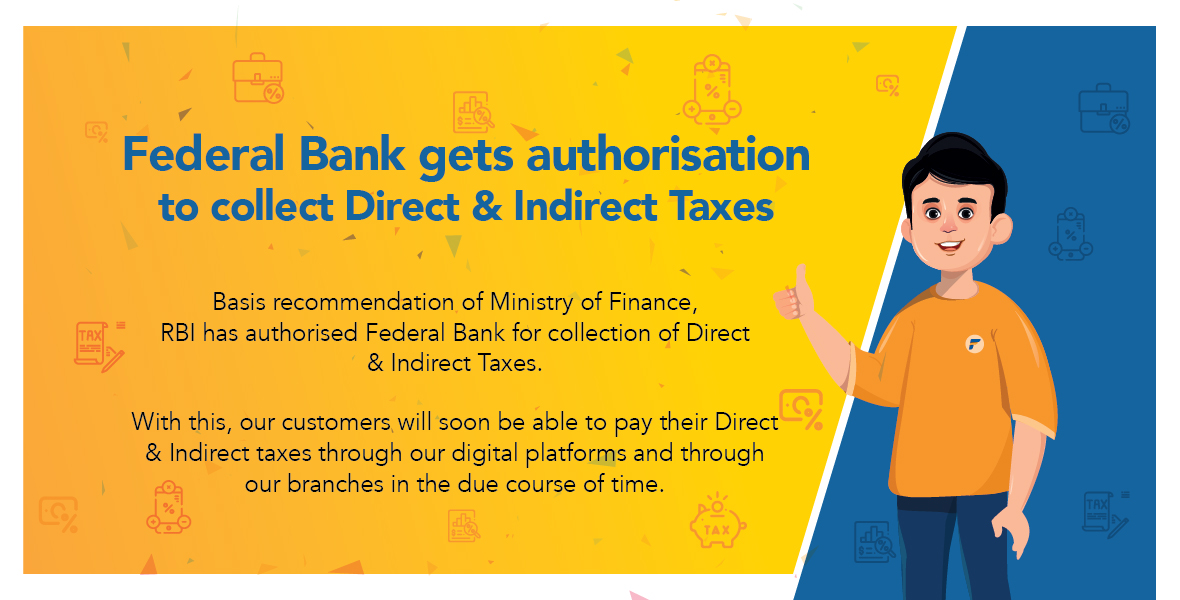 Federal Bank gets authorisation
to collect Direct & Indirect Taxes
Basis recommendation of Ministry of Finance,
RBI has authorised Federal Bank for collection of Direct
& Indirect Taxes.
With this, our customers will soon be able to pay their Direct
& Indirect taxes through our digital platforms and through
our branches in the due course of time.
TAX
TAX
TAX